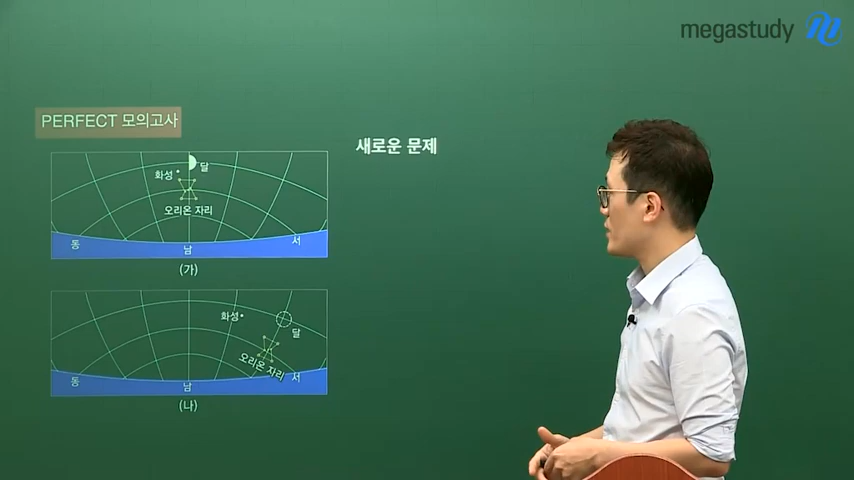 megastudy
PERFECT 모의고사
새로운 문제
화성
달
오리온 자리
동
남
서
(가)
화성
달
오리온 자리
동
남
서
(나)